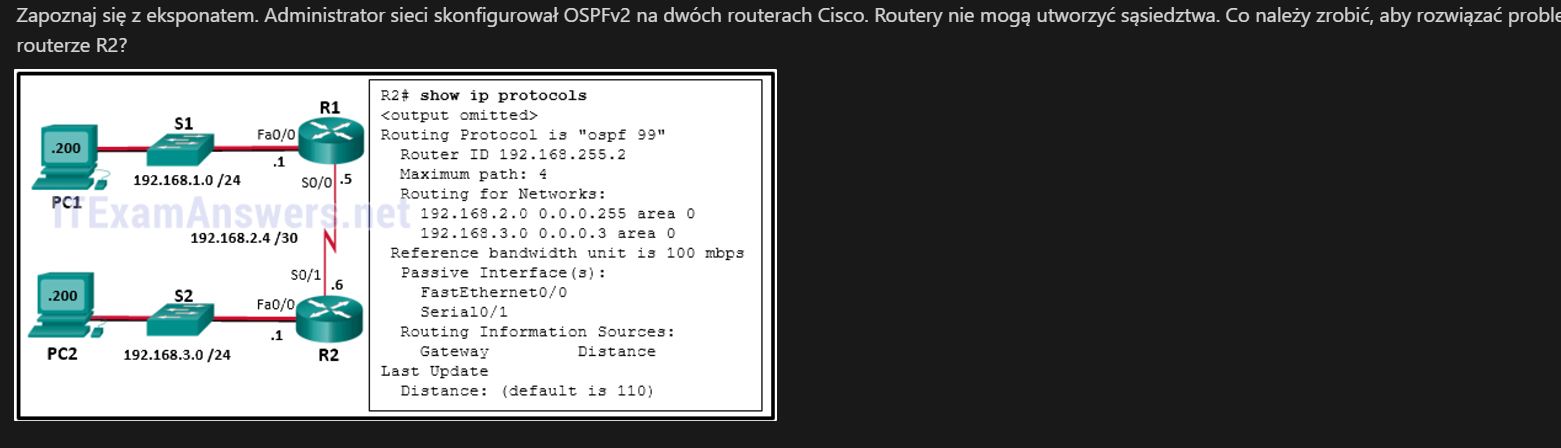 Zapoznaj się z eksponatem. Administrator sieci skonfigurował OSPFv2 na dwóch routerach Cisco. Routery nie mogą utworzyć sąsiedztwa. Co należy zrobić, aby rozwiązać proble
routerze R2?
R2# show ip protocols
<output omitted>
Routing Protocol is "ospf 99"
Router ID 192.168.255.2
Maximum path: 4
Routing for Networks:
192.168.2.0 0.0.0.255 area 0
192.168.3.0 0.0.0.3 area 0
Reference bandwidth unit is 100 mbps
Passive Interface(s):
FastEthernet0/0
Serial0/1
Routing Information Sources:
Gateway Distance
Last Update
Distance: (default is 110)
R1
S1
Fa0/0
.200
.1
192.168.1.0 /24
S0/0 .5
PC1
ITExamAnswers.net
192.168.2.4 /30
S0/1
.6
.200
S2
Fa0/0
.1
PC2
192.168.3.0 /24
R2